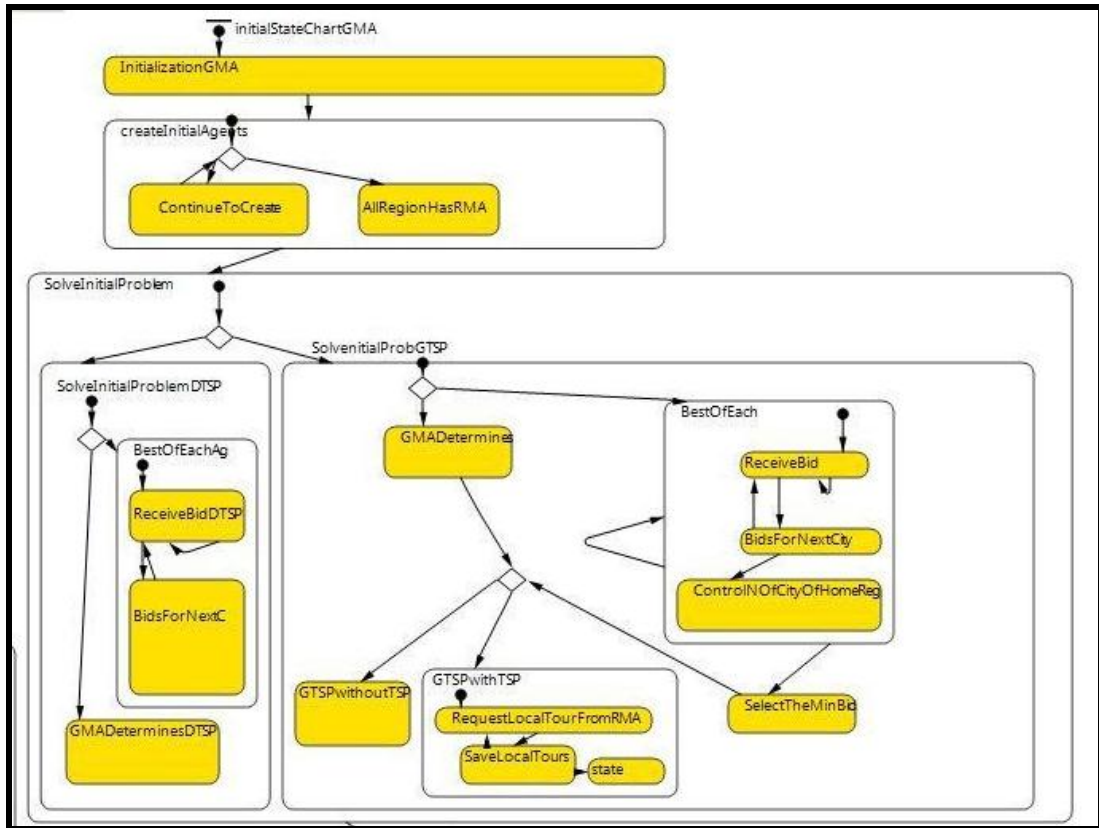 initialStateChartGMA
InitializationGMA
createInitialAgents
ContinueToCreate
AllRegionHasRMA
SolveInitialProblem
SolvenitialProbGTSP
SolveInitialProblemDTSP
BestOfEach
GMADetermines
BestOfEachAg
ReceiveBid
ReceiveBidDTSP
BidsForNextCity
ControlNOfCityOfHomeReg
BidsForNextC
GTSPwithTSP
GTSPwithoutTSP
SelectTheMinBid
RequestLocalTourFromRMA
GMADeterminesDTSP
SaveLocalTours
state